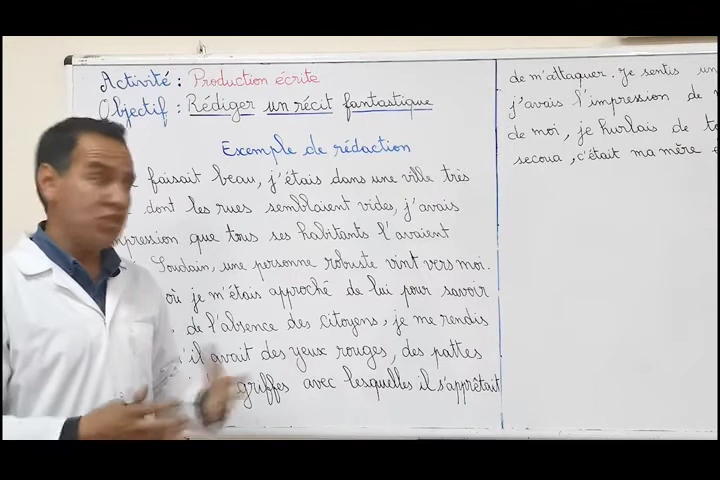 Activité : Production écrite
Objectif : Rédiger un récit fantastique
Exemple de rédaction
faisait beau, j'étais dans une ville très
dont les rues semblaient vides, j'avais
impression que tous ses habitants l'avaient
Soudain, une personne robuste vint vers moi.
où je m'étais approché de lui pour savoir
de l'absence des citoyens, je me rendis
qu'il avait des yeux rouges, des pattes
griffes avec lesquelles il s'apprêtait
de m'attaquer. Je sentis un
j'avais l'impression de
de moi, je hurlais de
secoua, c'était ma mère